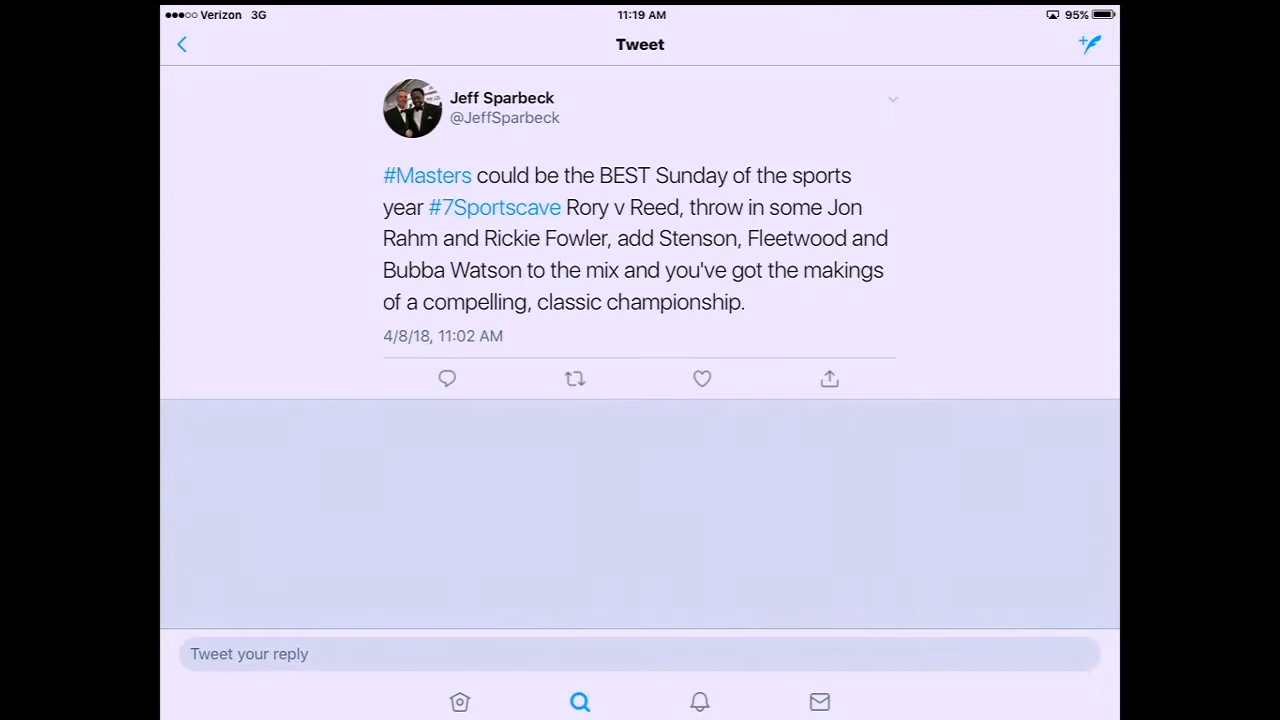 Verizon 3G 11:19 AM 95%
Tweet
Jeff Sparbeck
@JeffSparbeck
#Masters could be the BEST Sunday of the sports
year #7Sportscave Rory v Reed, throw in some Jon
Rahm and Rickie Fowler, add Stenson, Fleetwood and
Bubba Watson to the mix and you've got the makings
of a compelling, classic championship.
4/8/18, 11:02 AM
Tweet your reply